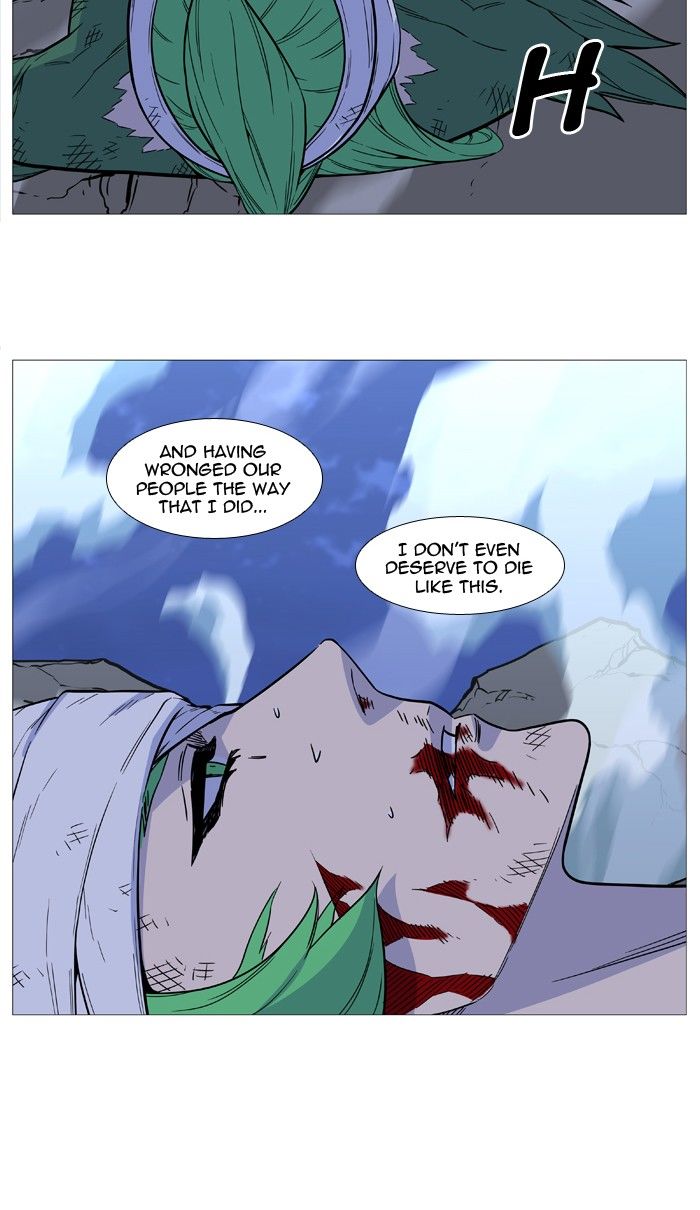 H
AND HAVING
WRONGED OUR
PEOPLE THE WAY
THAT I DID...
I DON'T EVEN
DESERVE TO DIE
LIKE THIS.